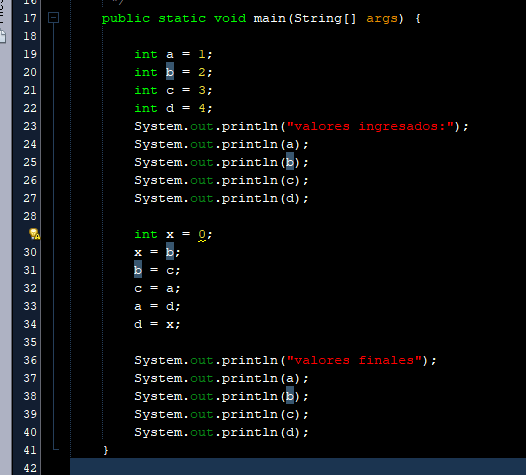 */
17 public static void main(String[] args) {
18
19 int a = 1;
20 int b = 2;
21 int c = 3;
22 int d = 4;
23 System.out.println("valores ingresados:");
24 System.out.println(a);
25 System.out.println(b);
26 System.out.println(c);
27 System.out.println(d);
28
int x = 0;
30 x = b;
31 b = c;
32 c = a;
33 a = d;
34 d = x;
35
36 System.out.println("valores finales");
37 System.out.println(a);
38 System.out.println(b);
39 System.out.println(c);
40 System.out.println(d);
41 }
42